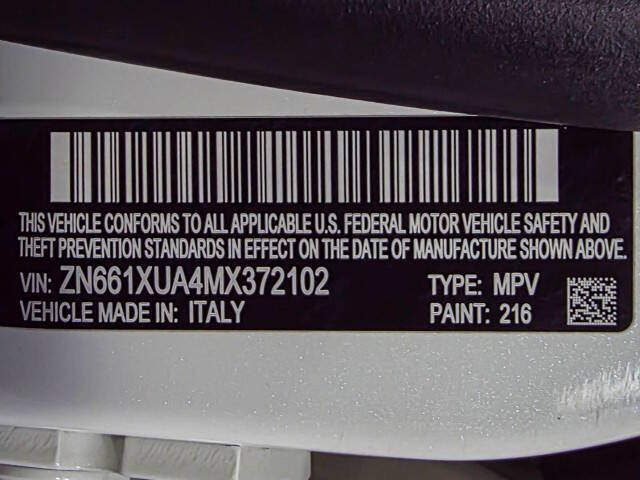 THIS VEHICLE CONFORMS TO ALL APPLICABLE U.S. FEDERAL MOTOR VEHICLE SAFETY AND
THEFT PREVENTION STANDARDS IN EFFECT ON THE DATE OF MANUFACTURE SHOWN ABOVE.
VIN: ZN661XUA4MX372102 TYPE: MPV
VEHICLE MADE IN: ITALY PAINT: 216